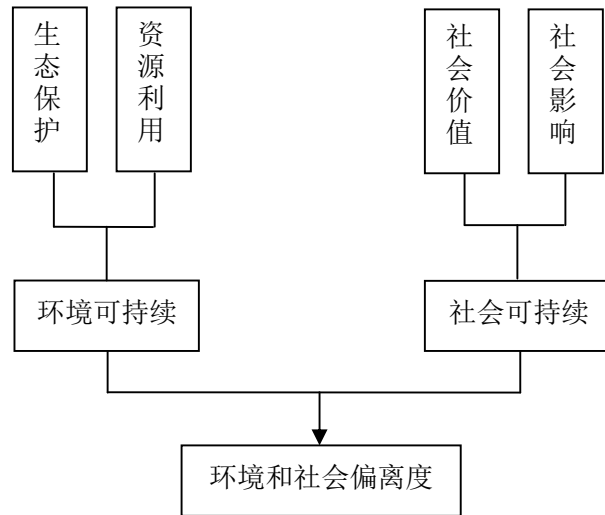 生态保护
资源利用
社会价值
社会影响
环境可持续
社会可持续
环境和社会偏离度